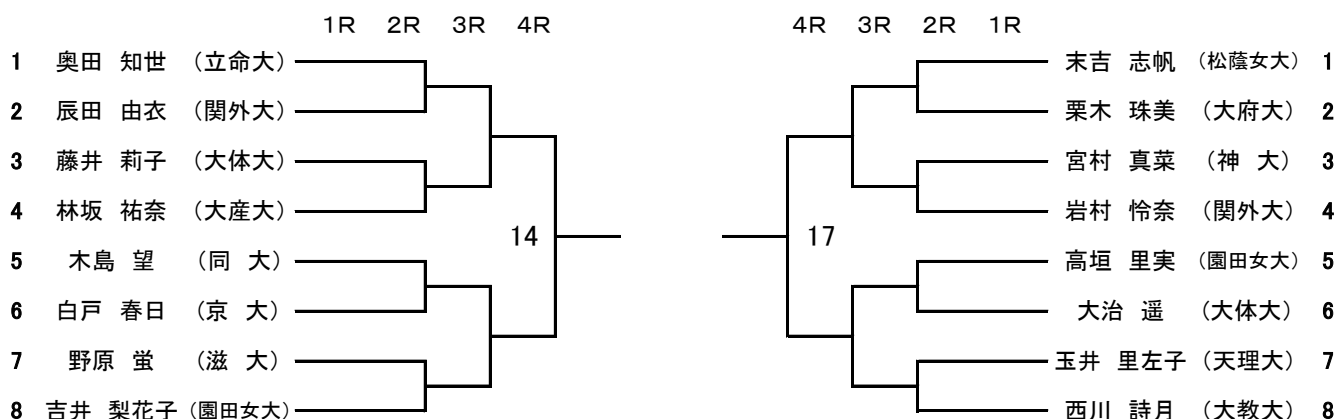 1R 2R 3R 4R 4R 3R 2R 1R
1 奥田 知世 （立命大） 末吉 志帆 （松蔭女大） 1
2 辰田 由衣 （関外大） 栗木 珠美 （大府大） 2
3 藤井 莉子 （大体大） 宮村 真菜 （神 大） 3
4 林坂 祐奈 （大産大） 岩村 怜奈 （関外大） 4
14 17
5 木島 望 （同 大） 高垣 里実 （園田女大） 5
6 白戸 春日 （京 大） 大治 遥 （大体大） 6
7 野原 蛍 （滋 大） 玉井 里左子 （天理大） 7
8 吉井 梨花子 （園田女大） 西川 詩月 （大教大） 8